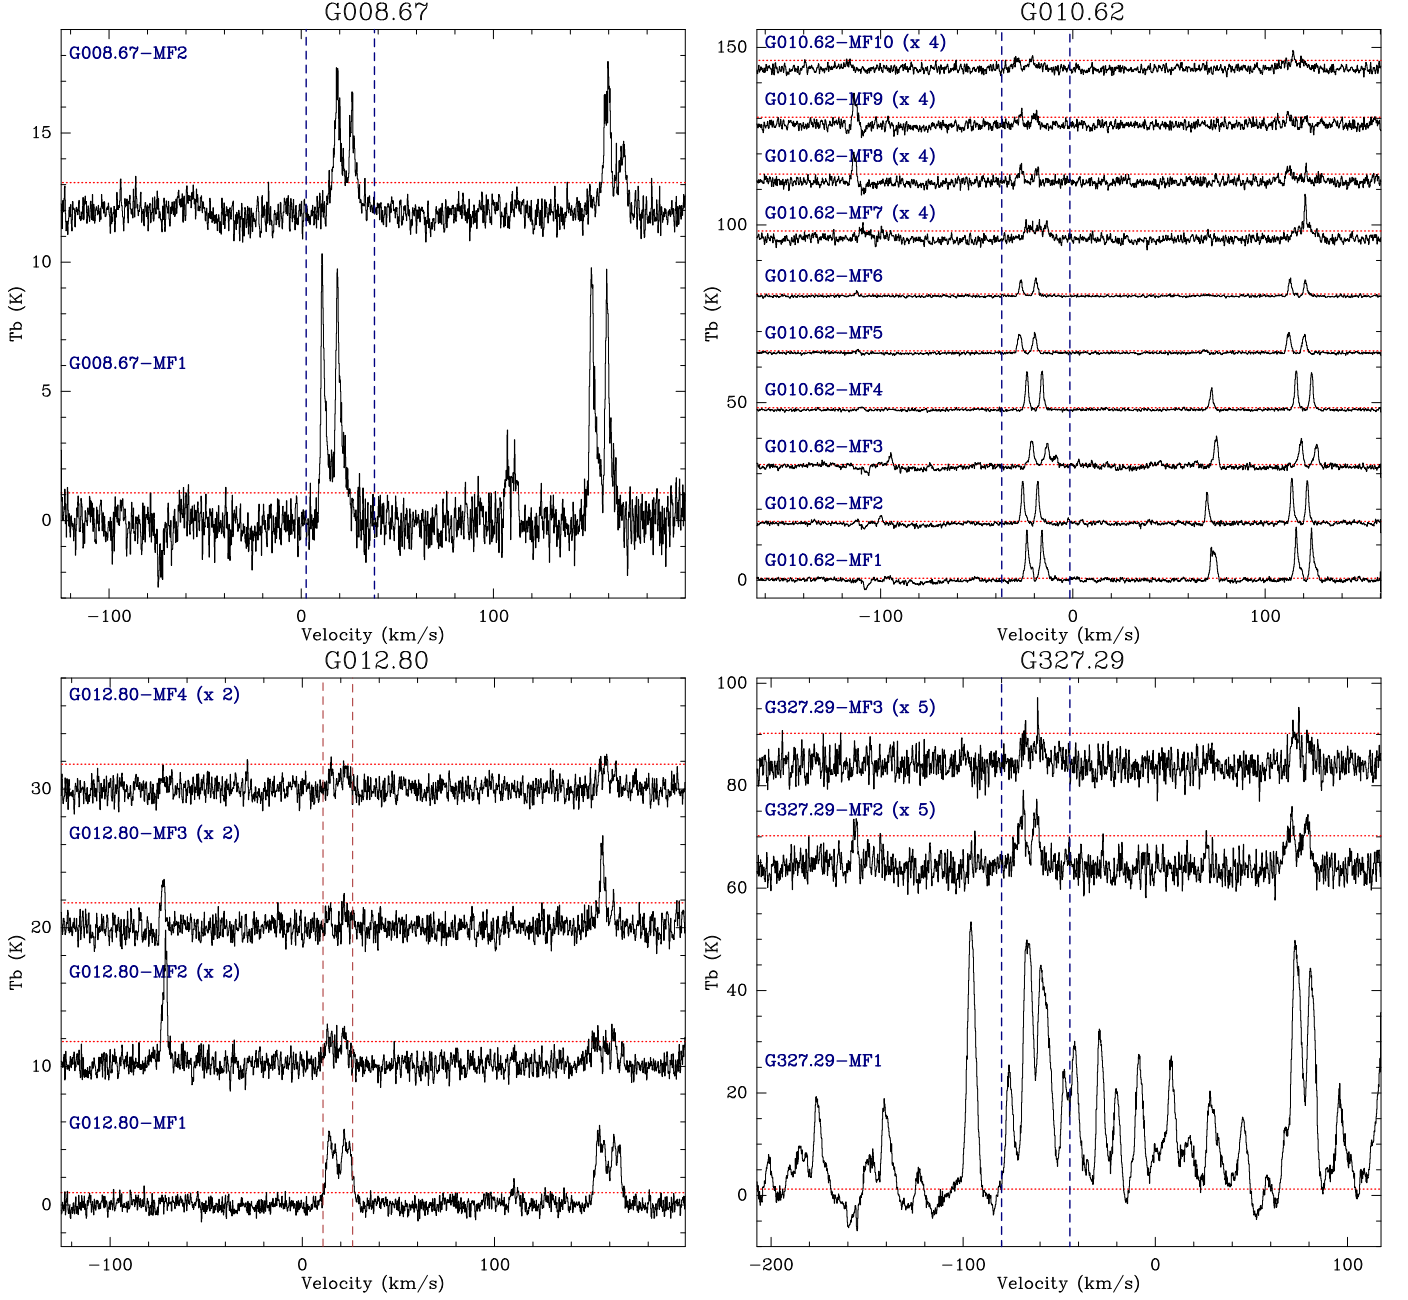 G008.67
G008.67-MF2
G008.67-MF1
Tb (K)
15
10
5
0
-100 0 100
Velocity (km/s)
G010.62
G010.62-MF10 (x 4)
G010.62-MF9 (x 4)
G010.62-MF8 (x 4)
G010.62-MF7 (x 4)
G010.62-MF6
G010.62-MF5
G010.62-MF4
G010.62-MF3
G010.62-MF2
G010.62-MF1
Tb (K)
150
100
50
0
-100 0 100
Velocity (km/s)
G012.80
G012.80-MF4 (x 2)
G012.80-MF3 (x 2)
G012.80-MF2 (x 2)
G012.80-MF1
Tb (K)
30
20
10
0
-100 0 100
Velocity (km/s)
G327.29
G327.29-MF3 (x 5)
G327.29-MF2 (x 5)
G327.29-MF1
Tb (K)
100
80
60
40
20
0
-200 -100 0 100
Velocity (km/s)